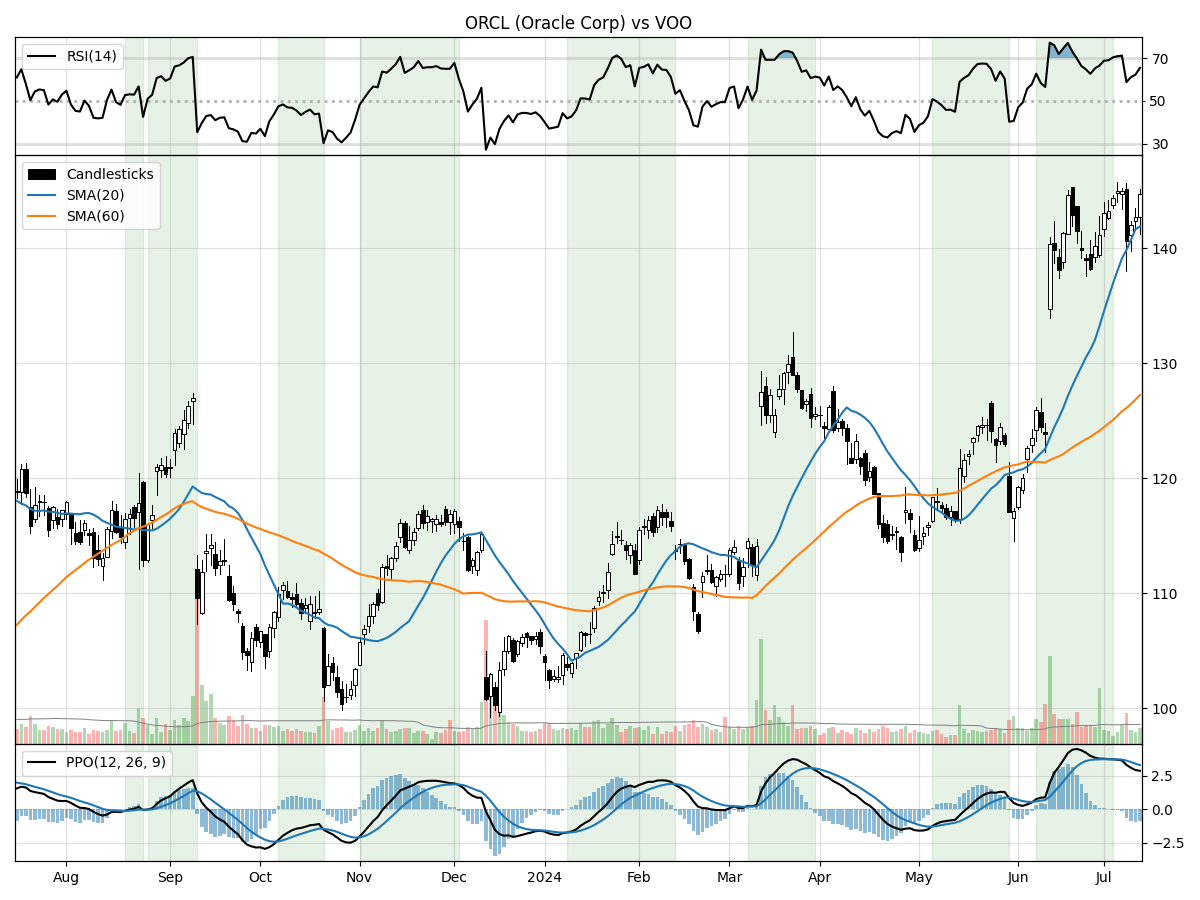 ORCL (Oracle Corp) vs VOO
RSI(14)
70
50
30
Candlesticks
SMA(20)
SMA(60)
140
130
120
110
100
PPO(12, 26, 9)
2.5
0.0
−2.5
Aug Sep Oct Nov Dec 2024 Feb Mar Apr May Jun Jul